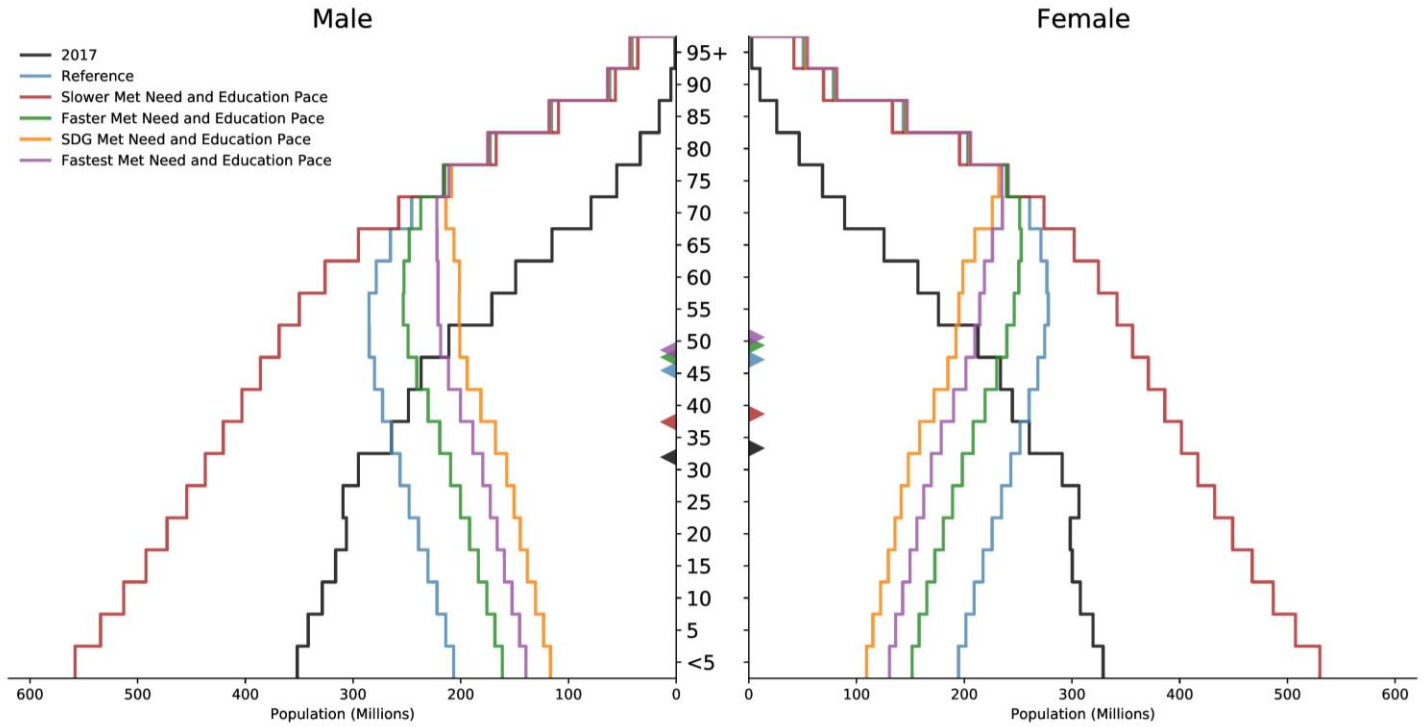 Male
Female
2017
Reference
Slower Met Need and Education Pace
Faster Met Need and Education Pace
SDG Met Need and Education Pace
Fastest Met Need and Education Pace
95+
90
85
80
75
70
65
60
55
50
45
40
35
30
25
20
15
10
5
<5
600 500 400 300 200 100 0
0 100 200 300 400 500 600
Population (Millions)
Population (Millions)